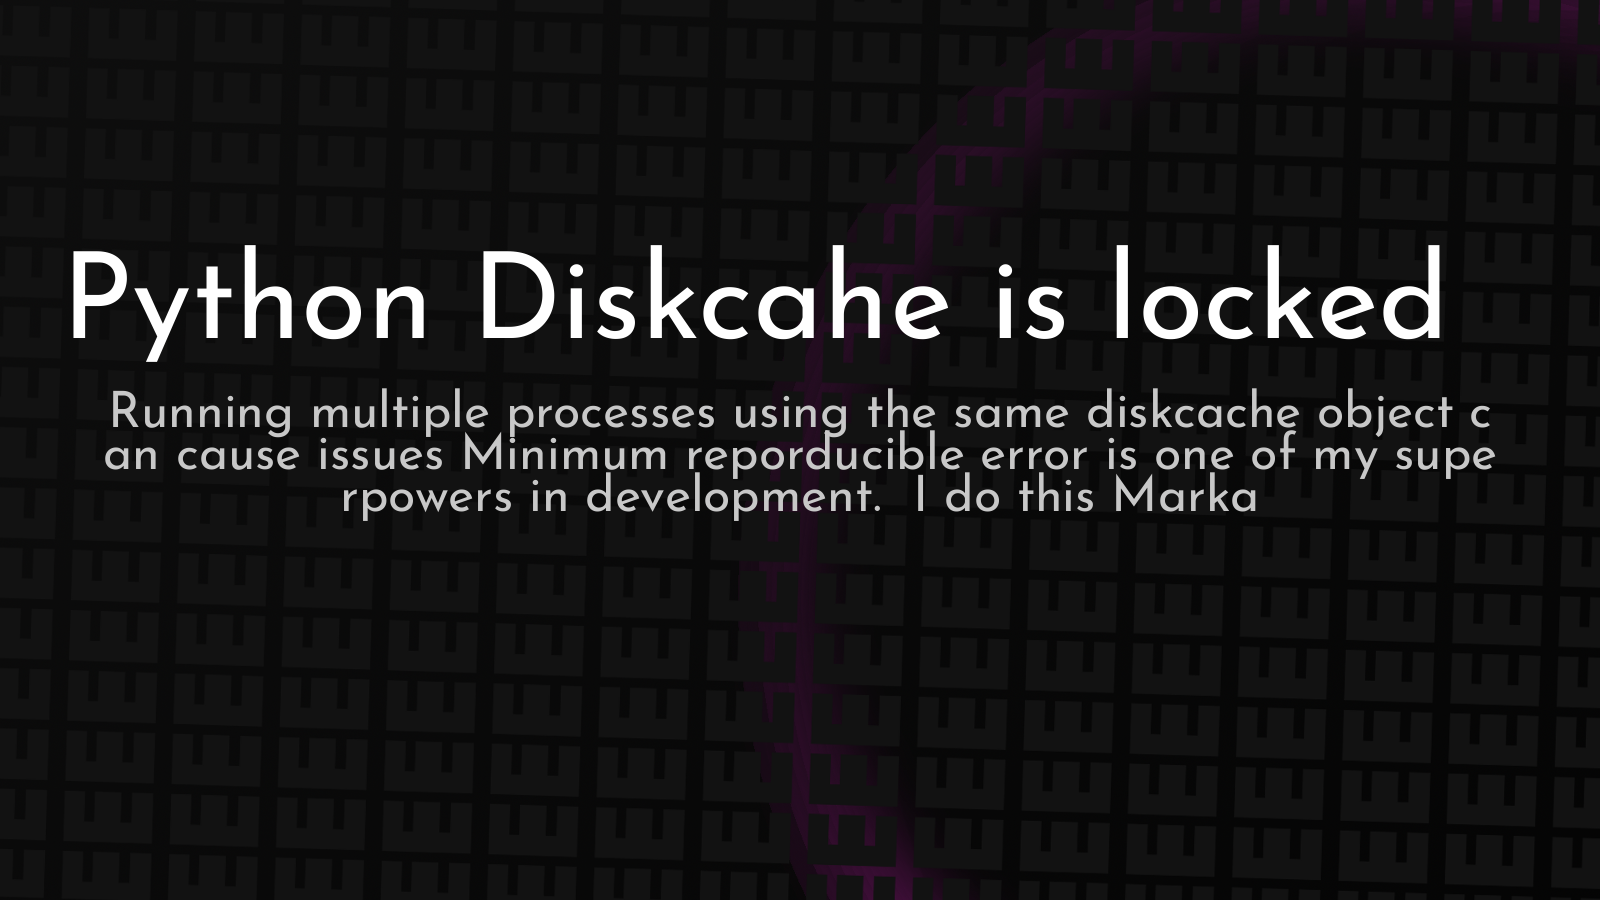 Python Diskcahe is locked
Running multiple processes using the same diskcache object c
an cause issues Minimum reporducible error is one of my supe
rpowers in development.  I do this Marka